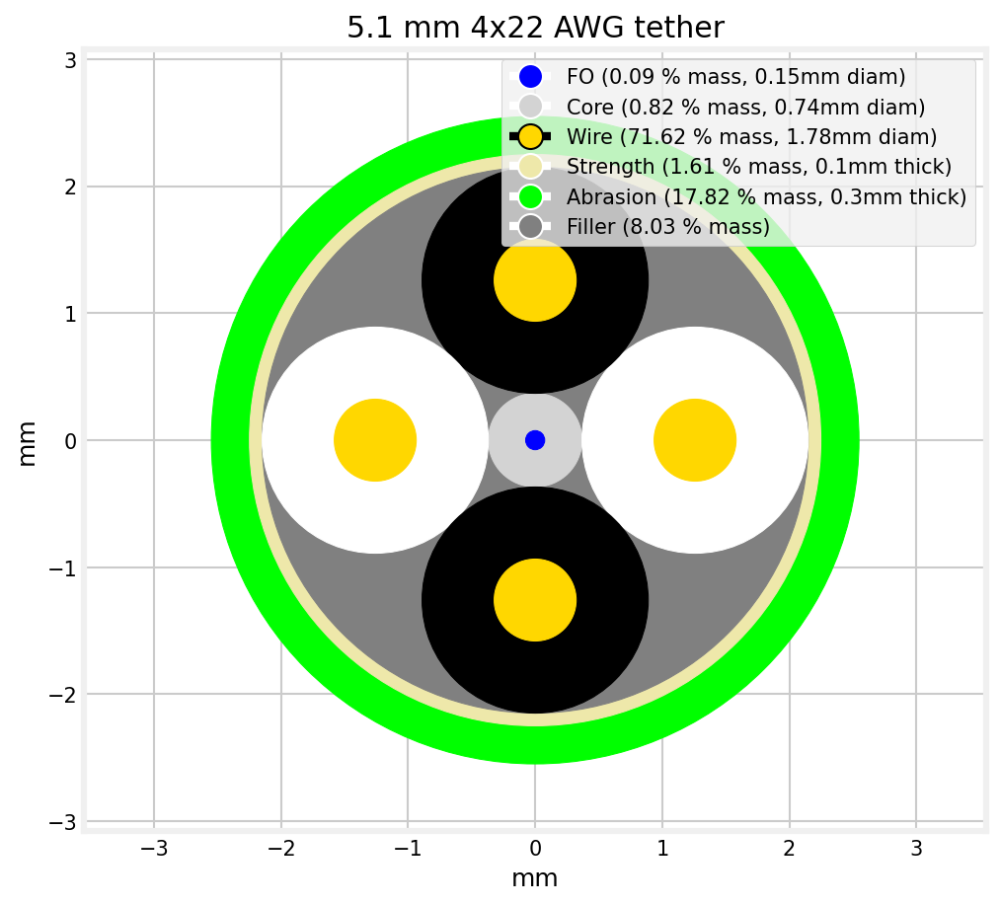 5.1 mm 4x22 AWG tether
FO (0.09 % mass, 0.15mm diam)
Core (0.82 % mass, 0.74mm diam)
Wire (71.62 % mass, 1.78mm diam)
Strength (1.61 % mass, 0.1mm thick)
Abrasion (17.82 % mass, 0.3mm thick)
Filler (8.03 % mass)
3
2
1
0
−1
−2
−3
mm
−3 −2 −1 0 1 2 3
mm